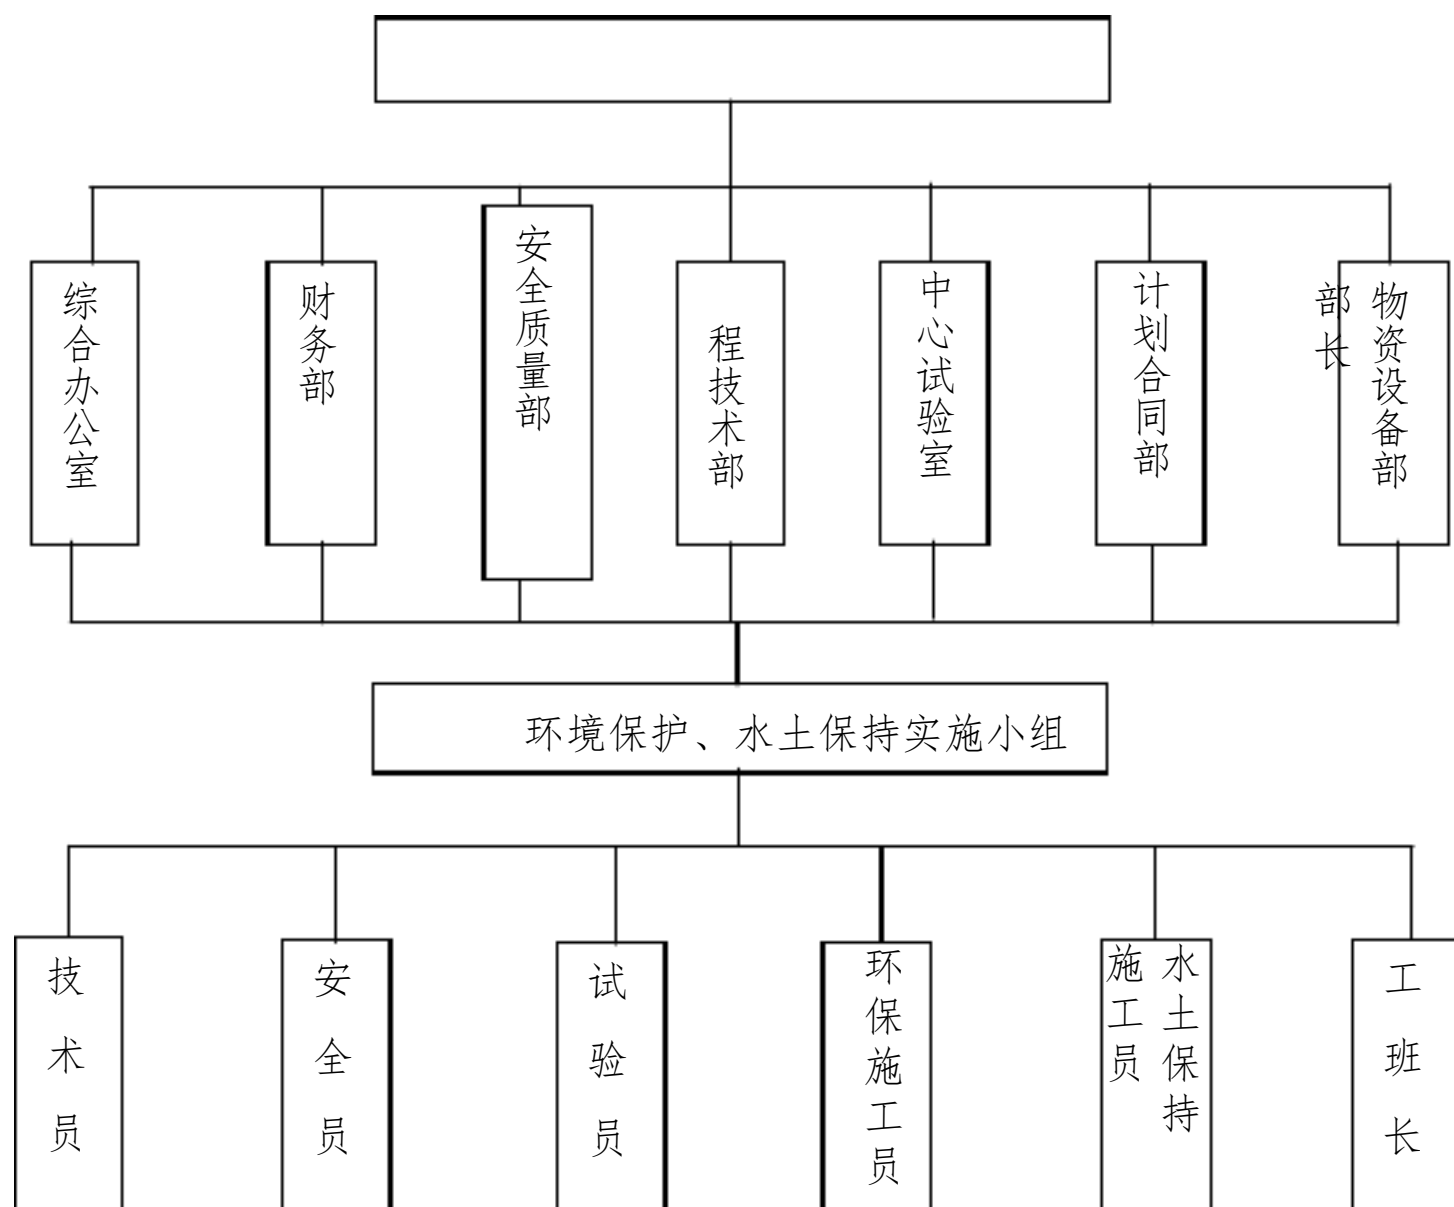 综合办公室
财务部
安全质量部
程技术部
中心试验室
计划合同部
物资设备部
部长
环境保护、水土保持实施小组
技术员
安全员
试验员
环保施工员
水土保持
施工员
工班长